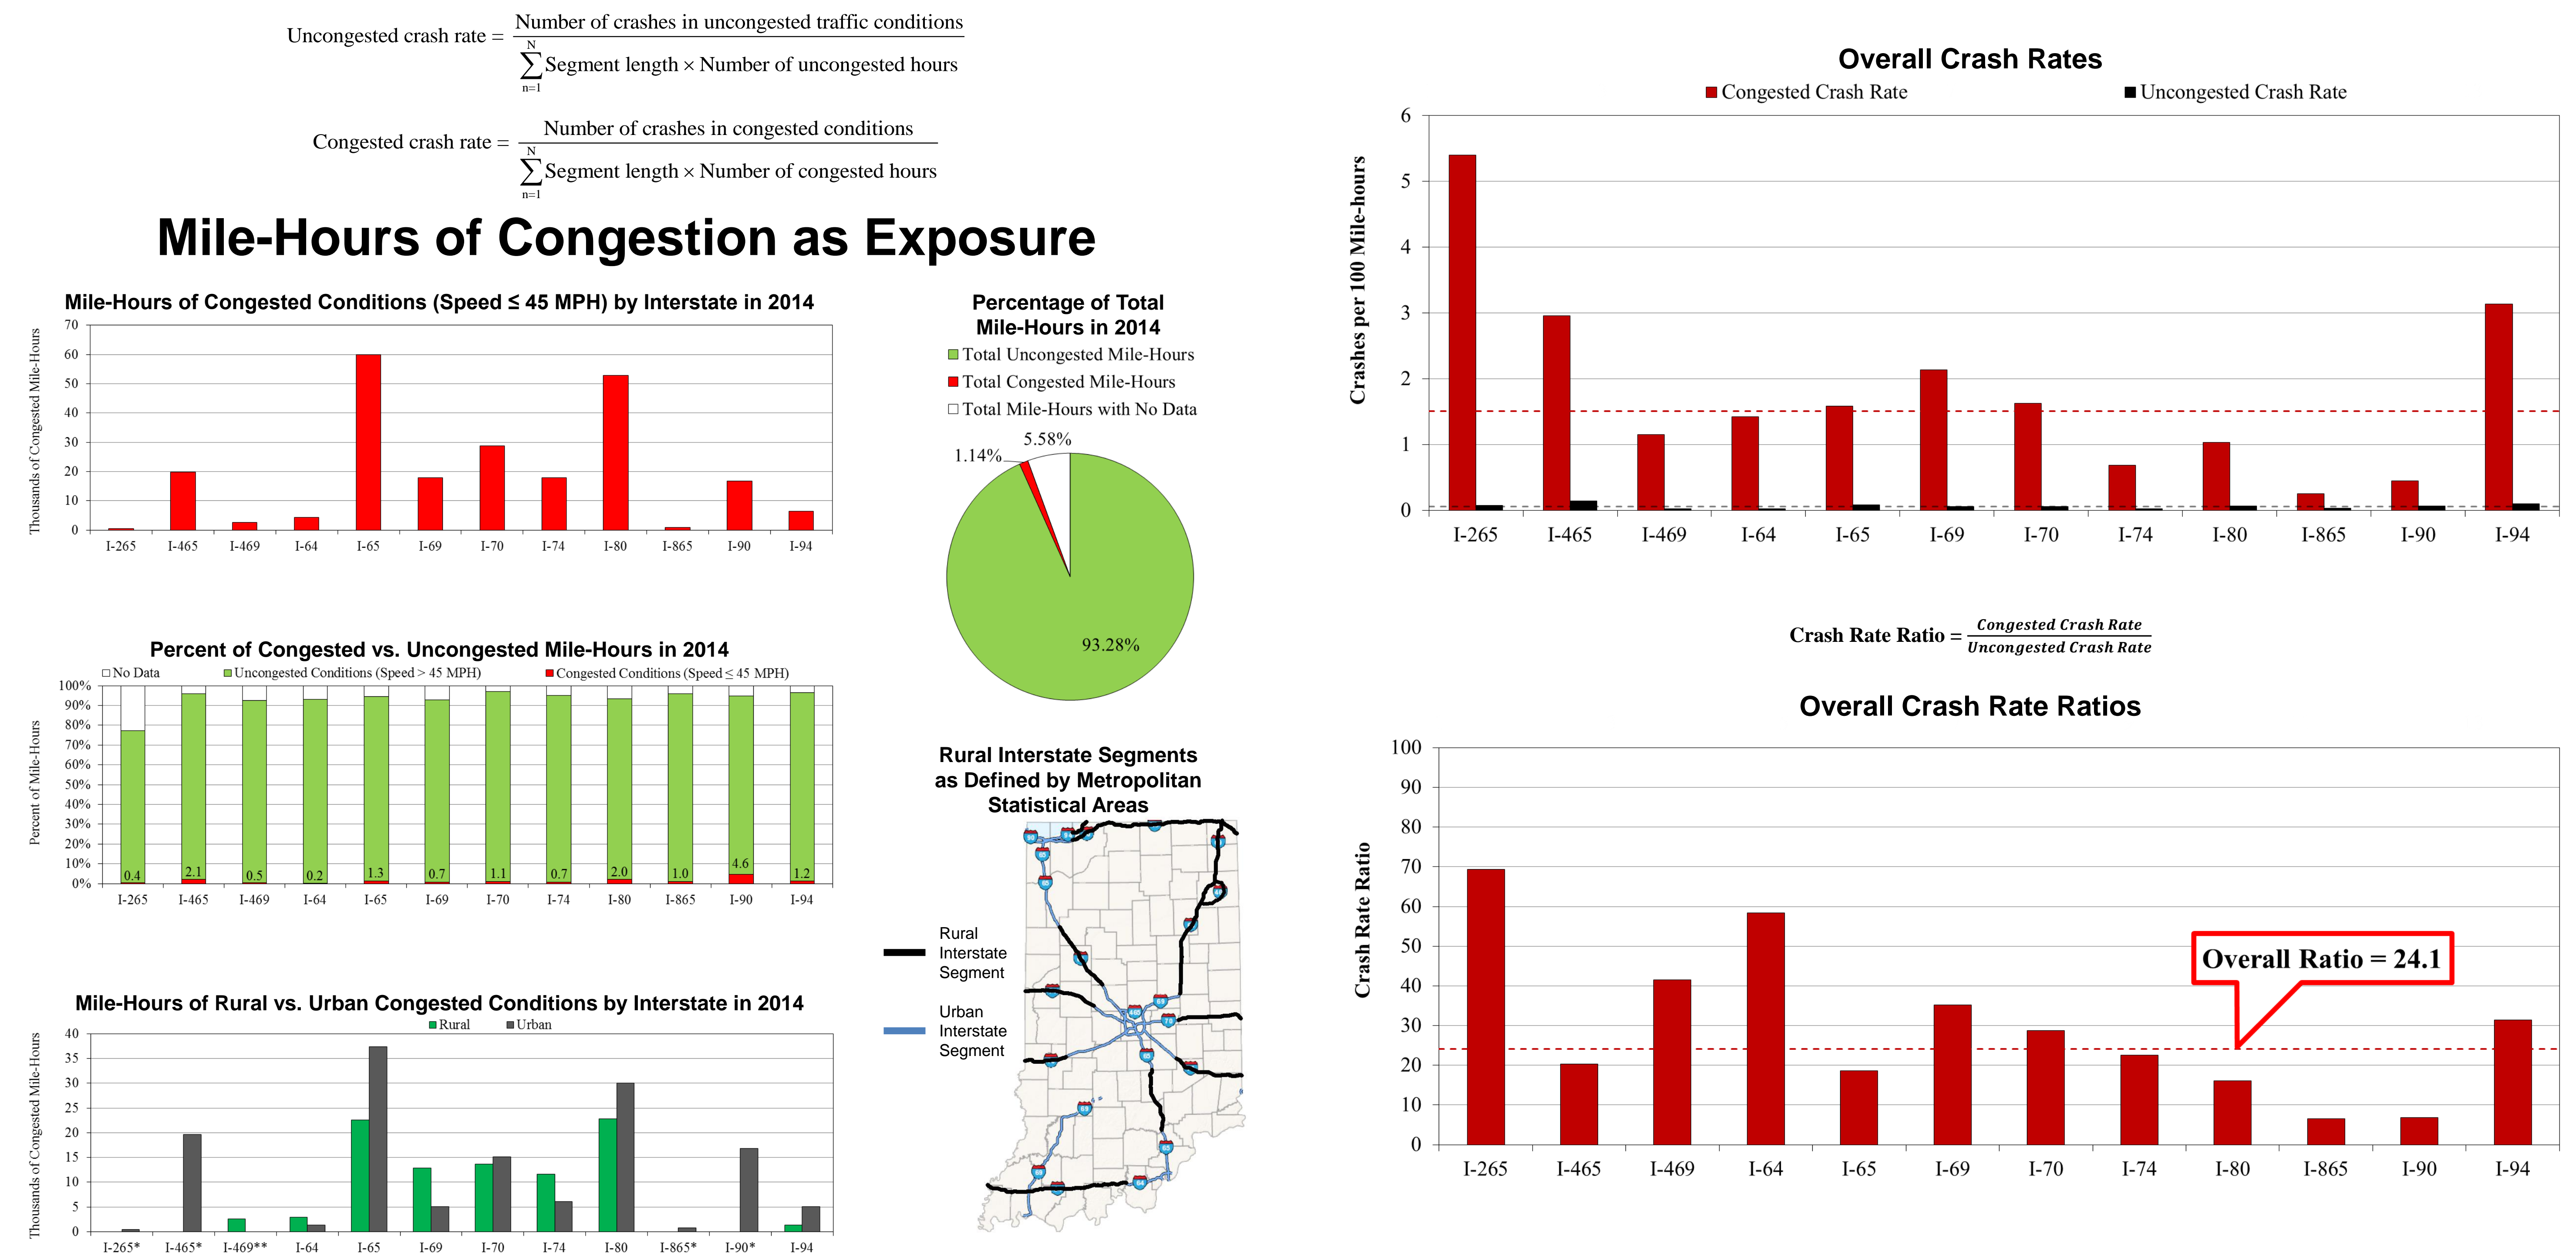 Uncongested crash rate = Number of crashes in uncongested traffic conditions
N
∑ Segment length × Number of uncongested hours
n=1
Congested crash rate = Number of crashes in congested conditions
N
∑ Segment length × Number of congested hours
n=1
Mile-Hours of Congestion as Exposure
Mile-Hours of Congested Conditions (Speed ≤ 45 MPH) by Interstate in 2014
Thousands of Congested Mile-Hours
70
60
50
40
30
20
10
0
I-265 I-465 I-469 I-64 I-65 I-69 I-70 I-74 I-80 I-865 I-90 I-94
Percent of Congested vs. Uncongested Mile-Hours in 2014
No Data Uncongested Conditions (Speed > 45 MPH) Congested Conditions (Speed ≤ 45 MPH)
Percent of Mile-Hours
100%
90%
80%
70%
60%
50%
40%
30%
20%
10%
0%
0.4 2.1 0.5 0.2 1.3 0.7 1.1 0.7 2.0 1.0 4.6 1.2
I-265 I-465 I-469 I-64 I-65 I-69 I-70 I-74 I-80 I-865 I-90 I-94
Mile-Hours of Rural vs. Urban Congested Conditions by Interstate in 2014
Rural Urban
Thousands of Congested Mile-Hours
40
35
30
25
20
15
10
5
0
I-265* I-465* I-469** I-64 I-65 I-69 I-70 I-74 I-80 I-865* I-90* I-94
Percentage of Total
Mile-Hours in 2014
Total Uncongested Mile-Hours
Total Congested Mile-Hours
Total Mile-Hours with No Data
5.58%
1.14%
93.28%
Rural Interstate Segments
as Defined by Metropolitan
Statistical Areas
Rural
Interstate
Segment
Urban
Interstate
Segment
Overall Crash Rates
Congested Crash Rate Uncongested Crash Rate
Crashes per 100 Mile-hours
6
5
4
3
2
1
0
I-265 I-465 I-469 I-64 I-65 I-69 I-70 I-74 I-80 I-865 I-90 I-94
Crash Rate Ratio = Congested Crash Rate
Uncongested Crash Rate
Overall Crash Rate Ratios
Crash Rate Ratio
100
90
80
70
60
50
40
30
20
10
0
Overall Ratio = 24.1
I-265 I-465 I-469 I-64 I-65 I-69 I-70 I-74 I-80 I-865 I-90 I-94